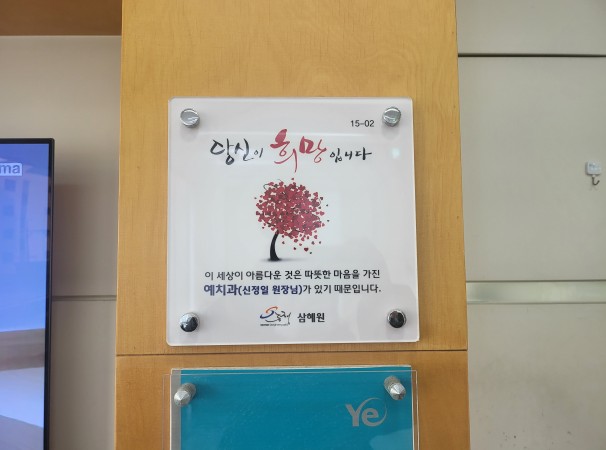 ma
15-02
당신이 희망입니다
이 세상이 아름다운 것은 따뜻한 마음을 가진
예치과(신정일 원장님)가 있기 때문입니다.
삼혜원
Ye